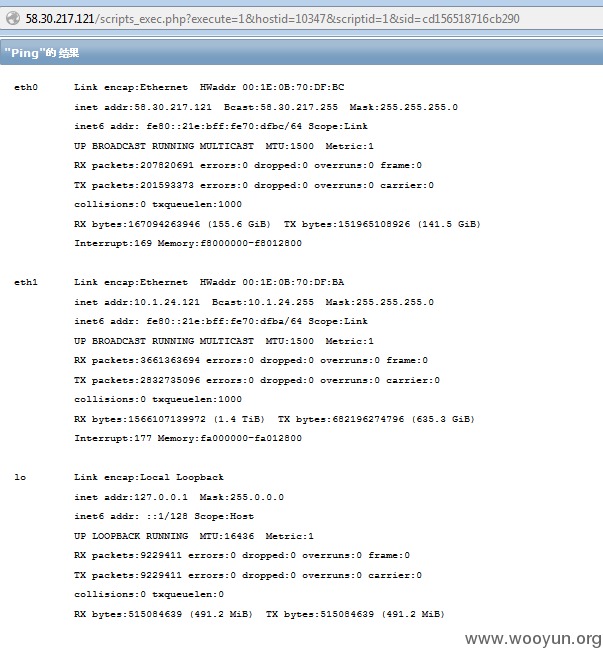 58.30.217.121/scripts_exec.php?execute=1&hostid=10347&scriptid=1&sid=cd156518716cb290
"Ping"的 结果
eth0 Link encap:Ethernet HWaddr 00:1E:0B:70:DF:BC
inet addr:58.30.217.121 Bcast:58.30.217.255 Mask:255.255.255.0
inet6 addr: fe80::21e:bff:fe70:dfbc/64 Scope:Link
UP BROADCAST RUNNING MULTICAST MTU:1500 Metric:1
RX packets:207820691 errors:0 dropped:0 overruns:0 frame:0
TX packets:201593373 errors:0 dropped:0 overruns:0 carrier:0
collisions:0 txqueuelen:1000
RX bytes:167094263946 (155.6 GiB) TX bytes:151965108926 (141.5 GiB)
Interrupt:169 Memory:f8000000-f8012800
eth1 Link encap:Ethernet HWaddr 00:1E:0B:70:DF:BA
inet addr:10.1.24.121 Bcast:10.1.24.255 Mask:255.255.255.0
inet6 addr: fe80::21e:bff:fe70:dfba/64 Scope:Link
UP BROADCAST RUNNING MULTICAST MTU:1500 Metric:1
RX packets:3661363694 errors:0 dropped:0 overruns:0 frame:0
TX packets:2832735096 errors:0 dropped:0 overruns:0 carrier:0
collisions:0 txqueuelen:1000
RX bytes:1566107139972 (1.4 TiB) TX bytes:682196274796 (635.3 GiB)
Interrupt:177 Memory:fa000000-fa012800
lo Link encap:Local Loopback
inet addr:127.0.0.1 Mask:255.0.0.0
inet6 addr: ::1/128 Scope:Host
UP LOOPBACK RUNNING MTU:16436 Metric:1
RX packets:9229411 errors:0 dropped:0 overruns:0 frame:0
TX packets:9229411 errors:0 dropped:0 overruns:0 carrier:0
collisions:0 txqueuelen:0
RX bytes:515084639 (491.2 MiB) TX bytes:515084639 (491.2 MiB)
www.wooyun.org